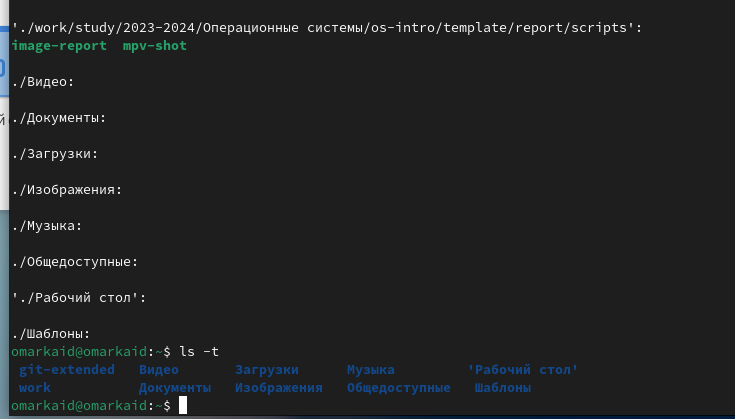 './work/study/2023-2024/Операционные системы/os-intro/template/report/scripts':
image-report  mpv-shot
./Видео:
./Документы:
./Загрузки:
./Изображения:
./Музыка:
./Общедоступные:
'./Рабочий стол':
./Шаблоны:
omarkaid@omarkaid:~$ ls -t
git-extended  Видео  Загрузки  Музыка  'Рабочий стол'
work  Документы  Изображения  Общедоступные  Шаблоны
omarkaid@omarkaid:~$